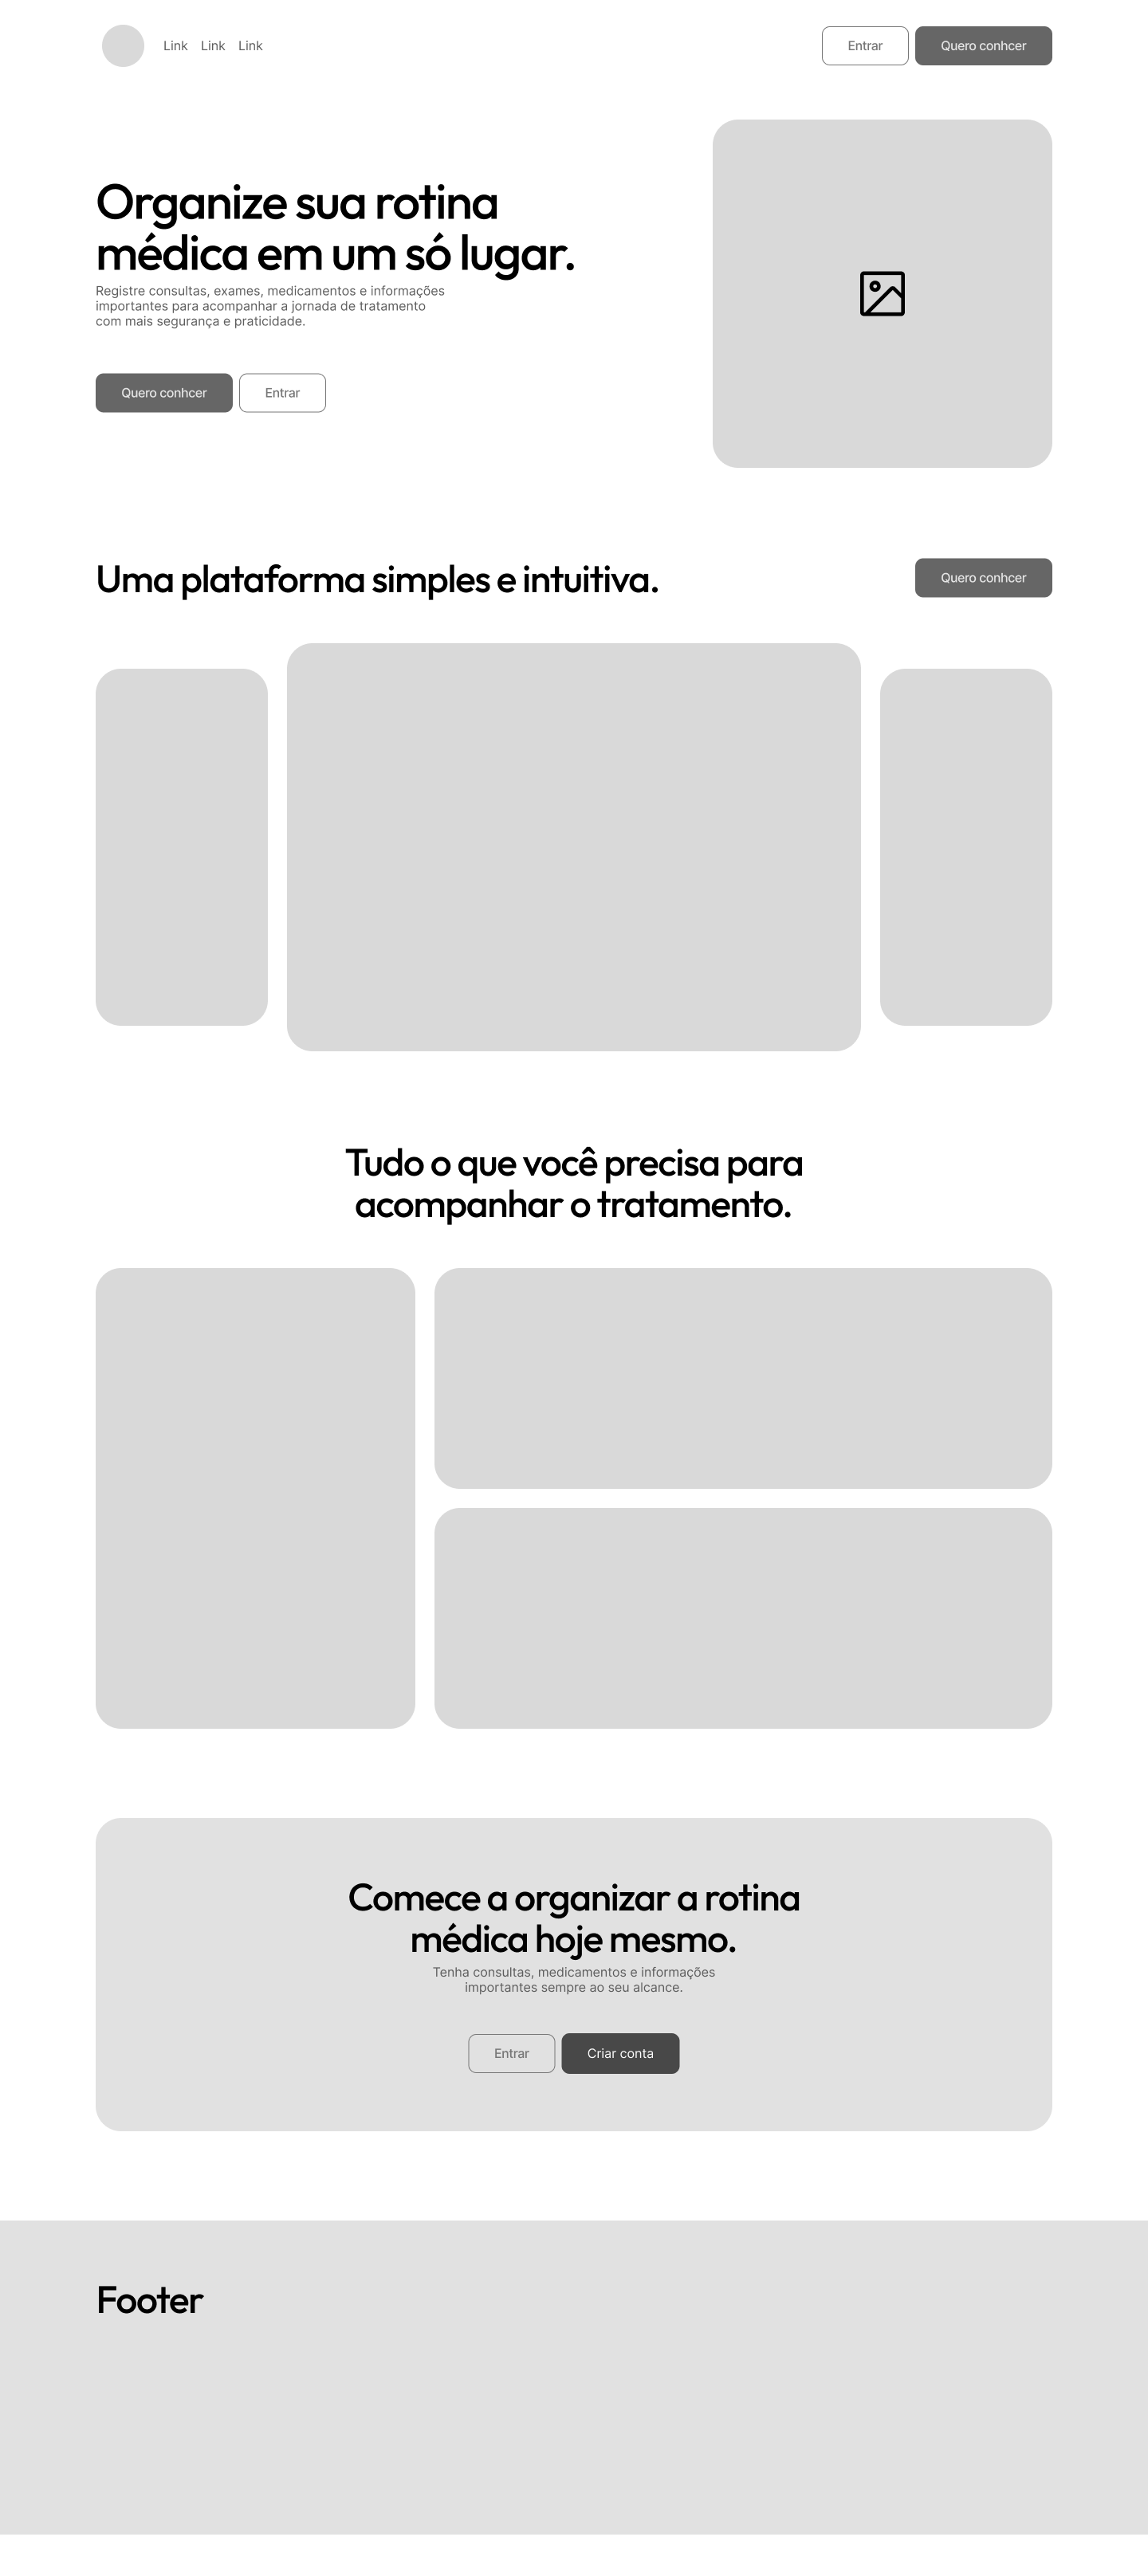 Link Link Link Entrar Quero conhcer
Organize sua rotina
médica em um só lugar.
Registre consultas, exames, medicamentos e informações
importantes para acompanhar a jornada de tratamento
com mais segurança e praticidade.
Quero conhcer Entrar
Uma plataforma simples e intuitiva. Quero conhcer
Tudo o que você precisa para
acompanhar o tratamento.
Comece a organizar a rotina
médica hoje mesmo.
Tenha consultas, medicamentos e informações
importantes sempre ao seu alcance.
Entrar Criar conta
Footer